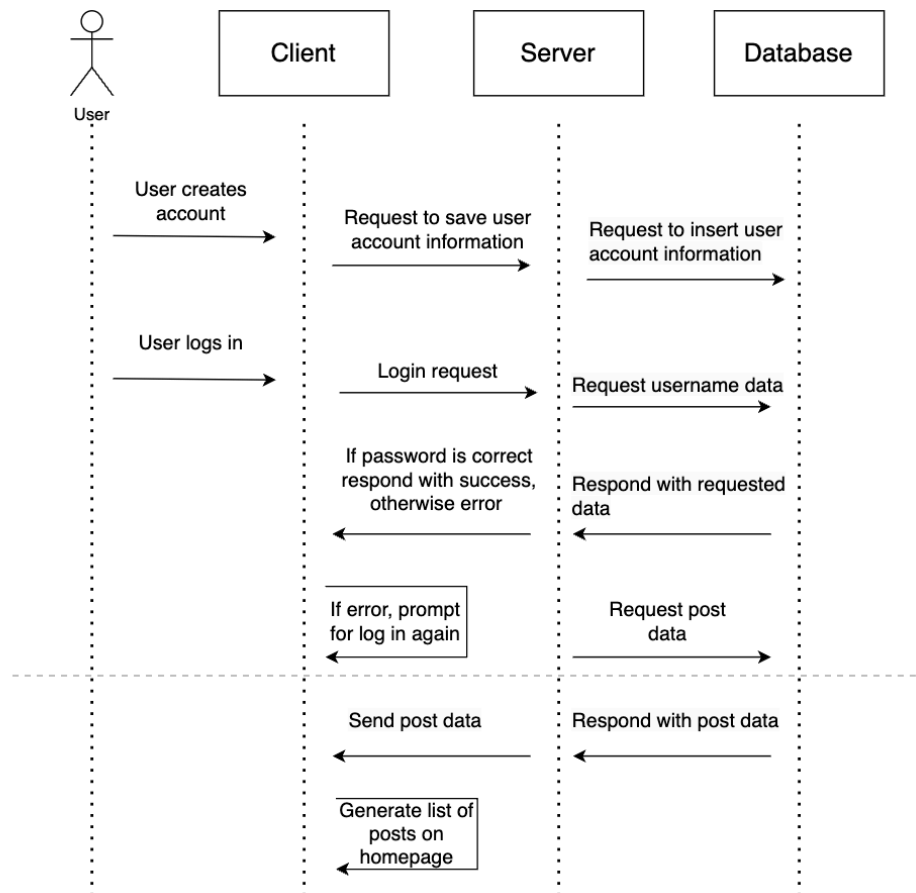 Client
Server
Database
User
User creates
account
Request to save user
account information
Request to insert user
account information
User logs in
Login request
Request username data
If password is correct
respond with success,
otherwise error
Respond with requested
data
If error, prompt
for log in again
Request post
data
Send post data
Respond with post data
Generate list of
posts on
homepage